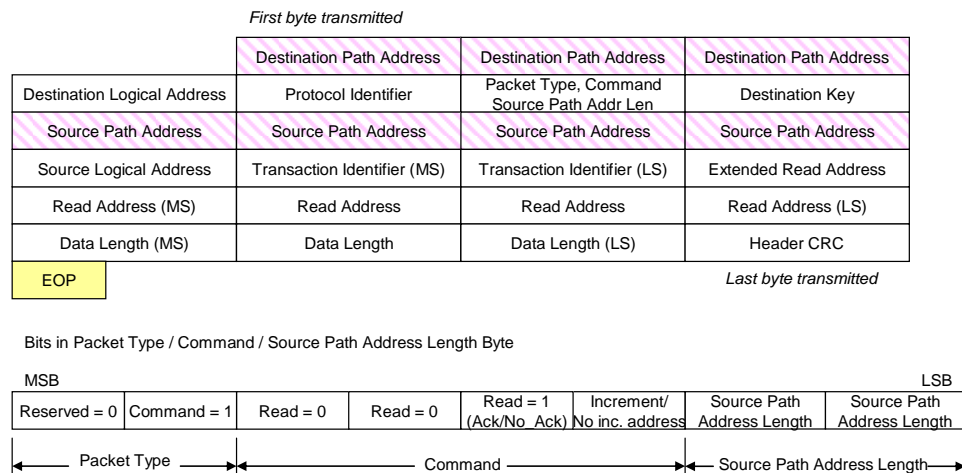 First byte transmitted
Destination Path Address Destination Path Address Destination Path Address
Destination Logical Address Protocol Identifier Packet Type, Command Source Path Addr Len Destination Key
Source Path Address Source Path Address Source Path Address Source Path Address
Source Logical Address Transaction Identifier (MS) Transaction Identifier (LS) Extended Read Address
Read Address (MS) Read Address Read Address Read Address (LS)
Data Length (MS) Data Length Data Length (LS) Header CRC
EOP Last byte transmitted
Bits in Packet Type / Command / Source Path Address Length Byte
MSB LSB
Reserved = 0 Command = 1 Read = 0 Read = 0 Read = 1 (Ack/No_Ack) Increment/ No inc. address Source Path Address Length Source Path Address Length
Packet Type Command Source Path Address Length